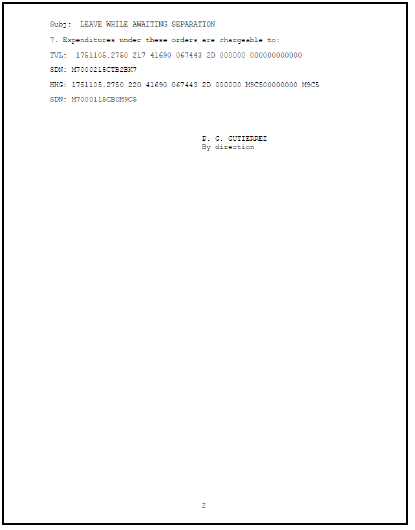 Subj:  LEAVE WHILE AWAITING SEPARATION
7. Expenditures under these orders are chargeable to:
TVL:  1751105.2750 217 41690 067443 2D 000000 000000000000
SDN: M7000215CTB2BK7
HHG: 1751105.2750 220 41690 067443 2D 000000 M9C500000000 M9C5
SDN: M7000115CB0M9C5
D. G. GUTIERREZ
By direction
2